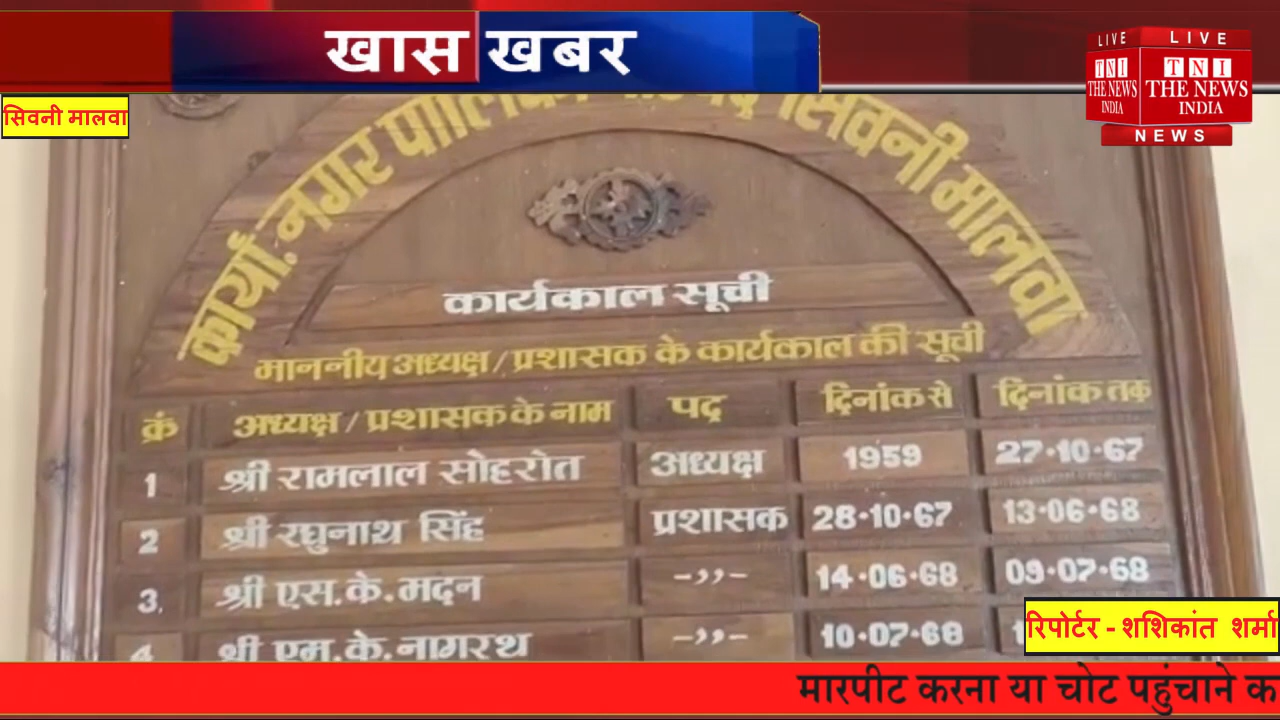 खास खबर
LIVE LIVE
TNI TNI
THE NEWS THE NEWS
INDIA INDIA
NEWS
सिवनी मालवा
कार्या. नगर पालिका सिवनी मालवा
कार्यकाल सूची
माननीय अध्यक्ष/प्रशासक के कार्यकाल की सूची
क्रं अध्यक्ष/प्रशासक के नाम पद दिनांक से दिनांक तक
1 श्री रामलाल सोहरोत अध्यक्ष 1959 27.10.67
2 श्री रघुनाथ सिंह प्रशासक 28.10.67 13.06.68
3. श्री एस.के.मदन -,,- 14.06.68 09.07.68
4 श्री एम.के.नागरथ -,,- 10.07.68
रिपोर्टर - शशिकांत शर्मा
मारपीट करना या चोट पहुंचाने क